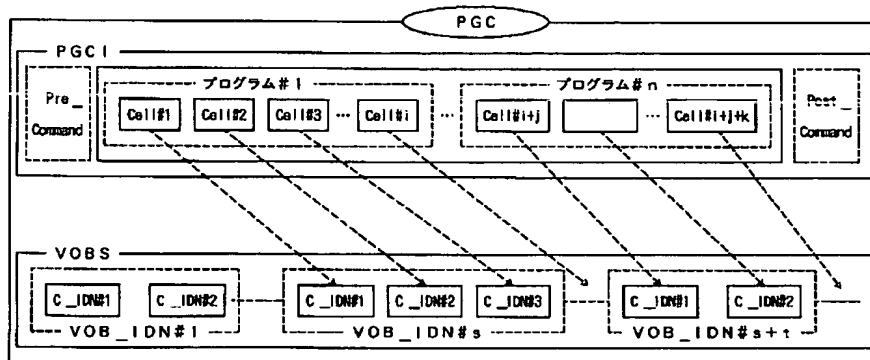 PGC
PGCI
プログラム#1
プログラム#n
Pre_
Command
Cell#1
Cell#2
Cell#3
…
Cell#i
…
Cell#i+j
…
Cell#i+j+k
Post_
Command
VOBS
C_IDN#1
C_IDN#2
C_IDN#1
C_IDN#2
C_IDN#3
C_IDN#1
C_IDN#2
VOB_IDN#1
VOB_IDN#s
VOB_IDN#s+t